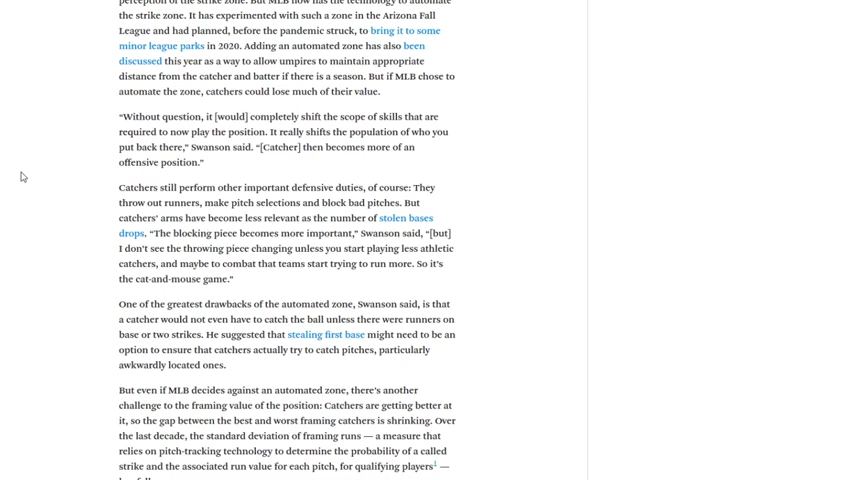 perception of the strike zone. But MLB now has the technology to automate
the strike zone. It has experimented with such a zone in the Arizona Fall
League and had planned, before the pandemic struck, to bring it to some
minor league parks in 2020. Adding an automated zone has also been
discussed this year as a way to allow umpires to maintain appropriate
distance from the catcher and batter if there is a season. But if MLB chose to
automate the zone, catchers could lose much of their value.
“Without question, it [would] completely shift the scope of skills that are
required to now play the position. It really shifts the population of who you
put back there,” Swanson said. “[Catcher] then becomes more of an
offensive position.”
Catchers still perform other important defensive duties, of course: They
throw out runners, make pitch selections and block bad pitches. But
catchers’ arms have become less relevant as the number of stolen bases
drops. “The blocking piece becomes more important,” Swanson said, “[but]
I don’t see the throwing piece changing unless you start playing less athletic
catchers, and maybe to combat that teams start trying to run more. So it’s
the cat-and-mouse game.”
One of the greatest drawbacks of the automated zone, Swanson said, is that
a catcher would not even have to catch the ball unless there were runners on
base or two strikes. He suggested that stealing first base might need to be an
option to ensure that catchers actually try to catch pitches, particularly
awkwardly located ones.
But even if MLB decides against an automated zone, there’s another
challenge to the framing value of the position: Catchers are getting better at
it, so the gap between the best and worst framing catchers is shrinking. Over
the last decade, the standard deviation of framing runs — a measure that
relies on pitch-tracking technology to determine the probability of a called
strike and the associated run value for each pitch, for qualifying players1 —